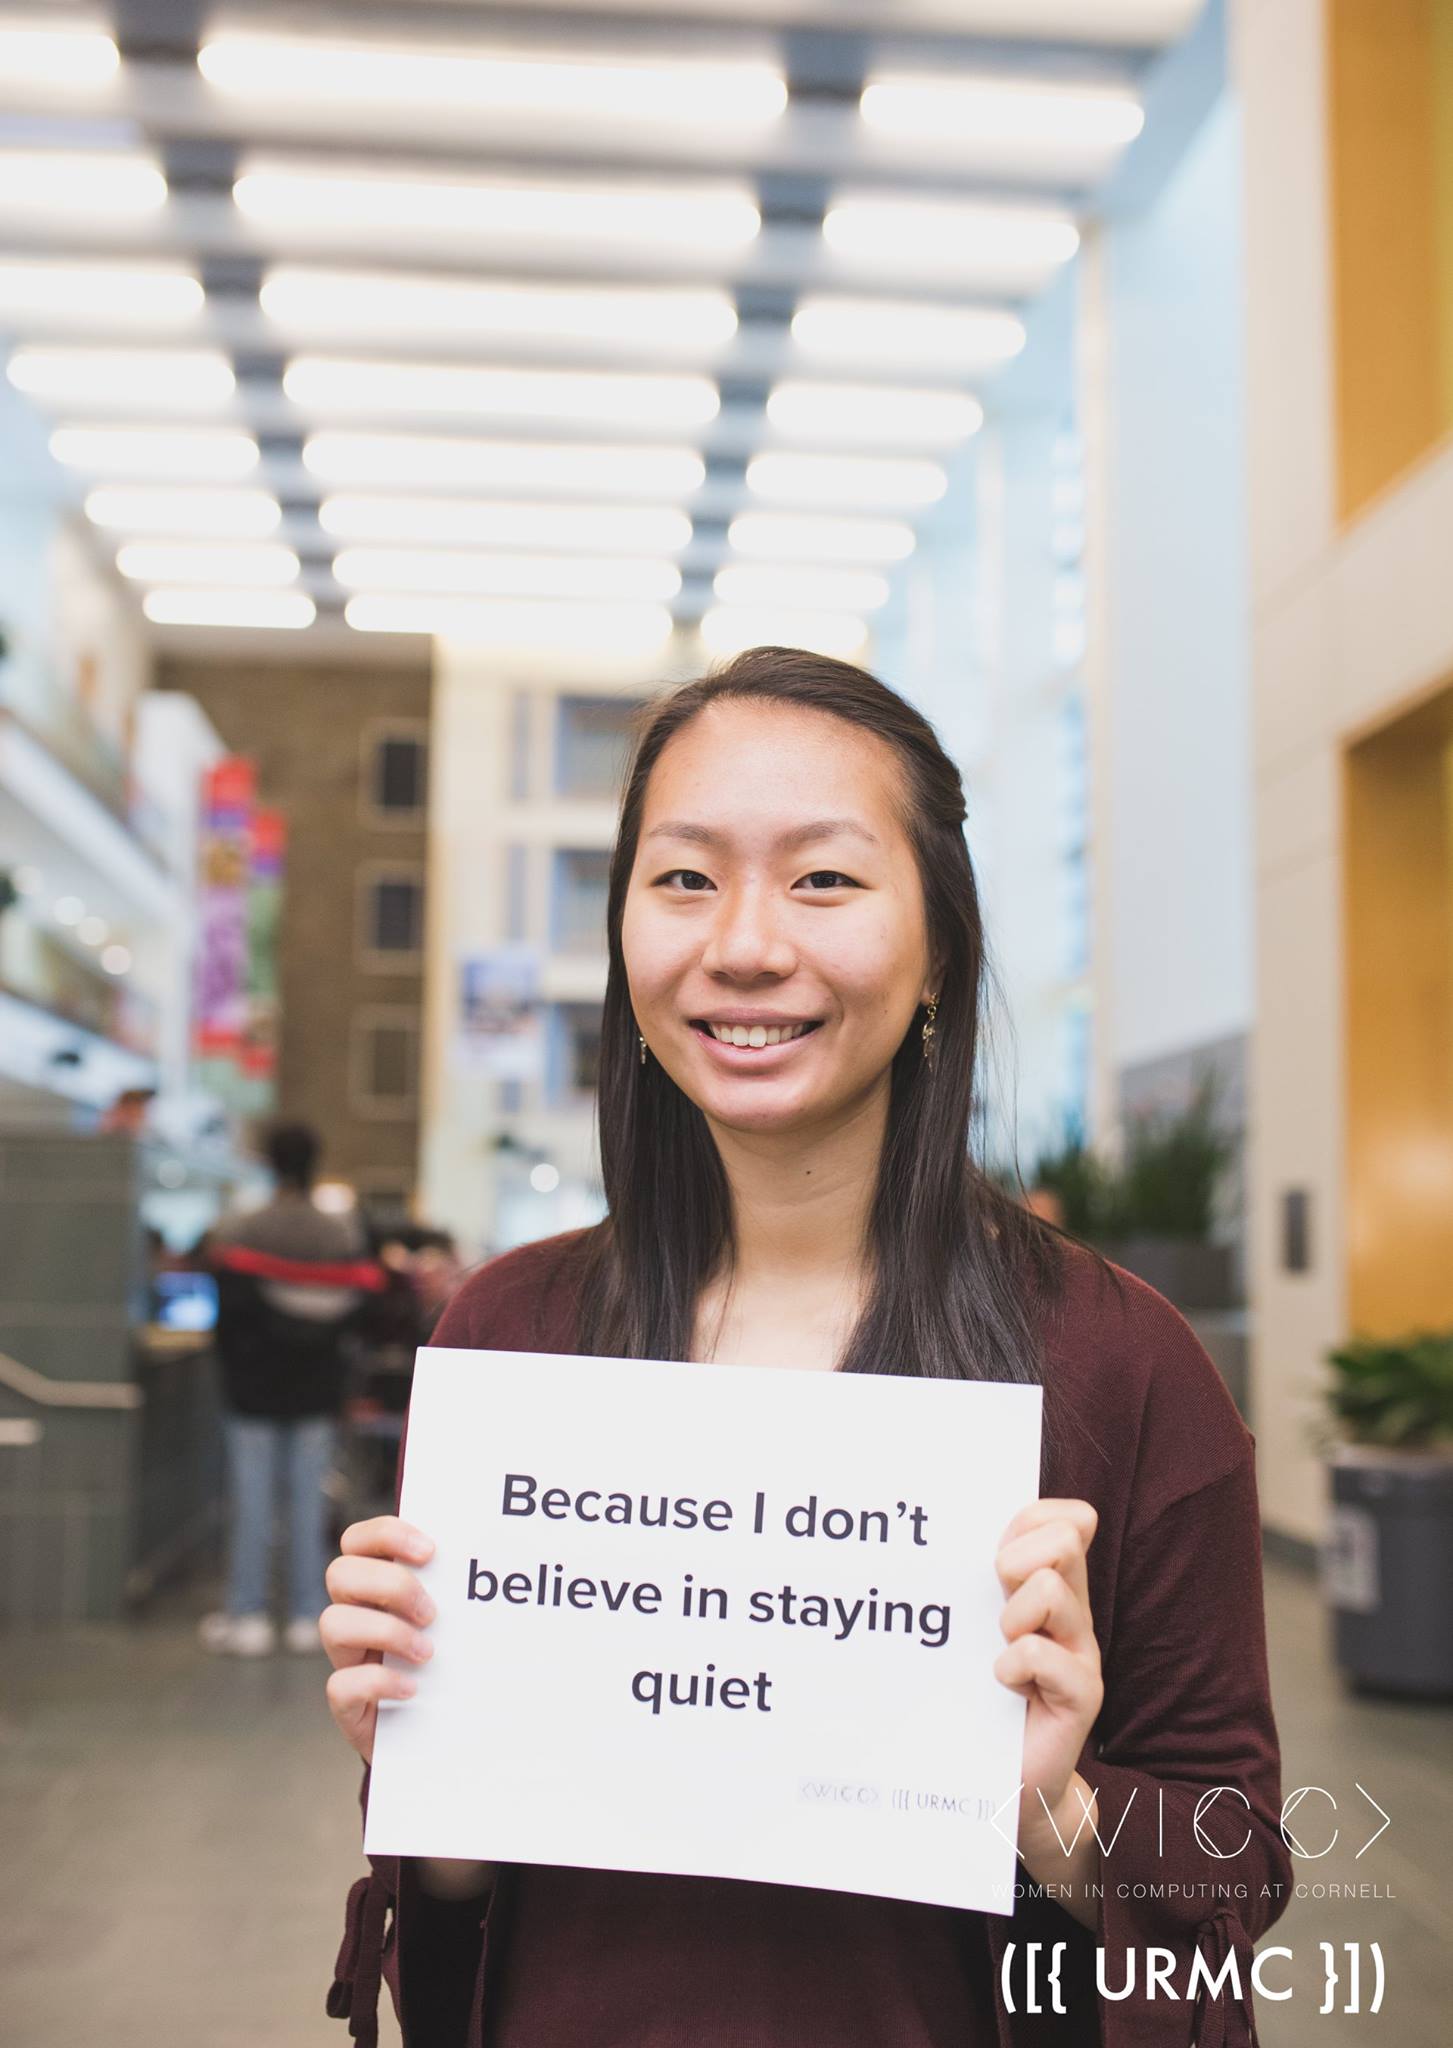 Because I don't
believe in staying
quiet
<WICC> ([{ URMC }])
<WICC>
WOMEN IN COMPUTING AT CORNELL
([{ URMC }])